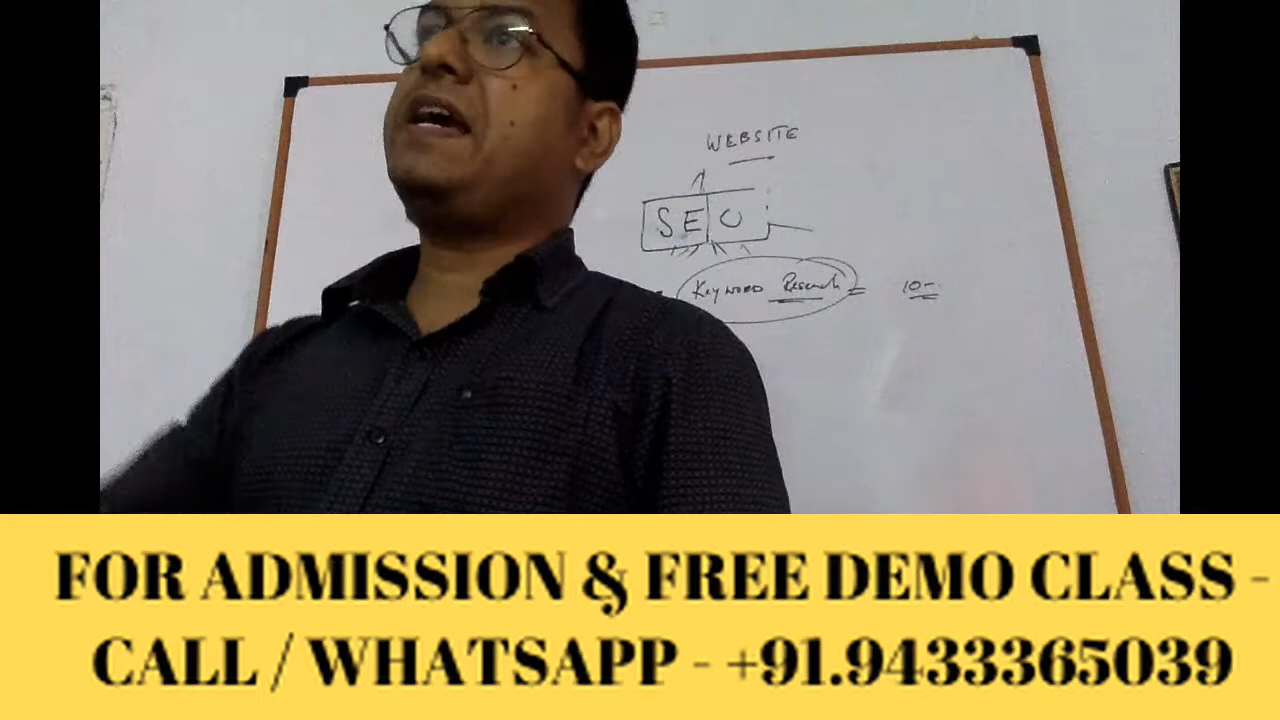 WEBSITE
SEO
KEYWORD Research
10-
FOR ADMISSION & FREE DEMO CLASS -
CALL / WHATSAPP - +91.9433365039